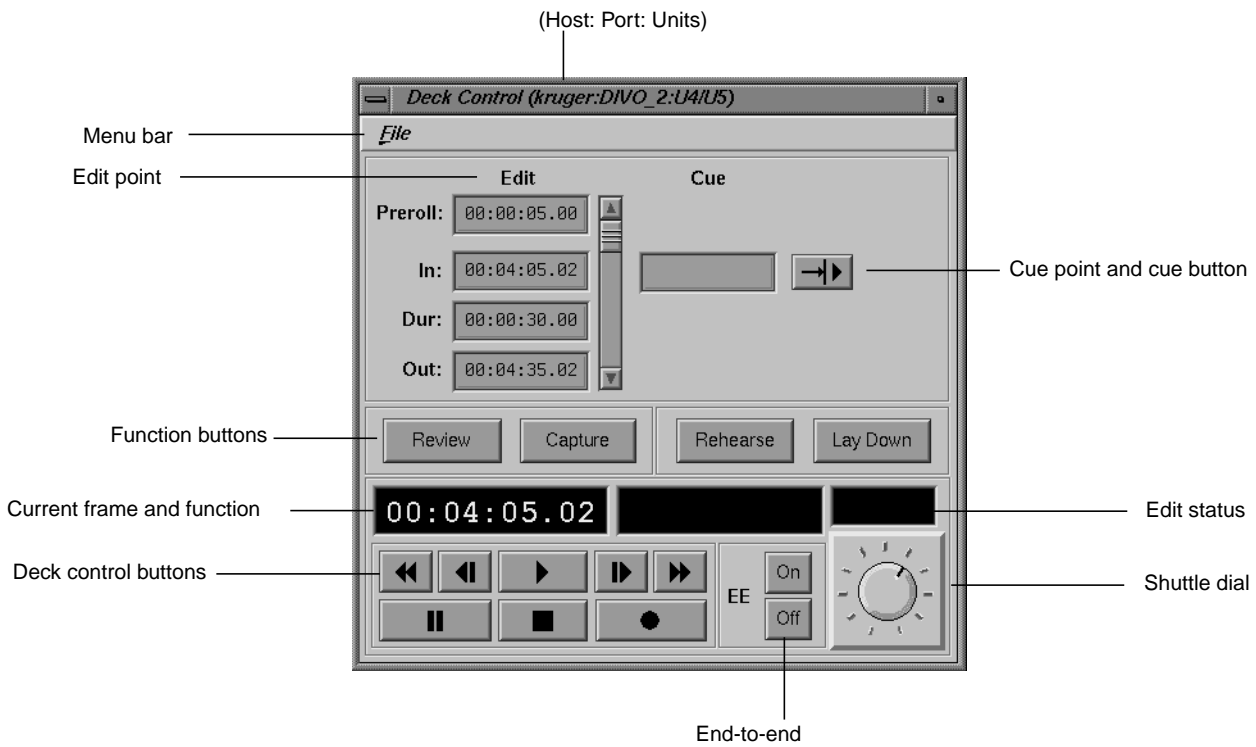 (Host: Port: Units)
Deck Control (kruger:DIVO_2:U4/U5)
Menu bar
File
Edit point
Edit
Cue
Preroll:
00:00:05.00
In:
00:04:05.02
Cue point and cue button
Dur:
00:00:30.00
Out:
00:04:35.02
Function buttons
Review
Capture
Rehearse
Lay Down
Current frame and function
00:04:05.02
Edit status
Deck control buttons
EE
On
Off
Shuttle dial
End-to-end